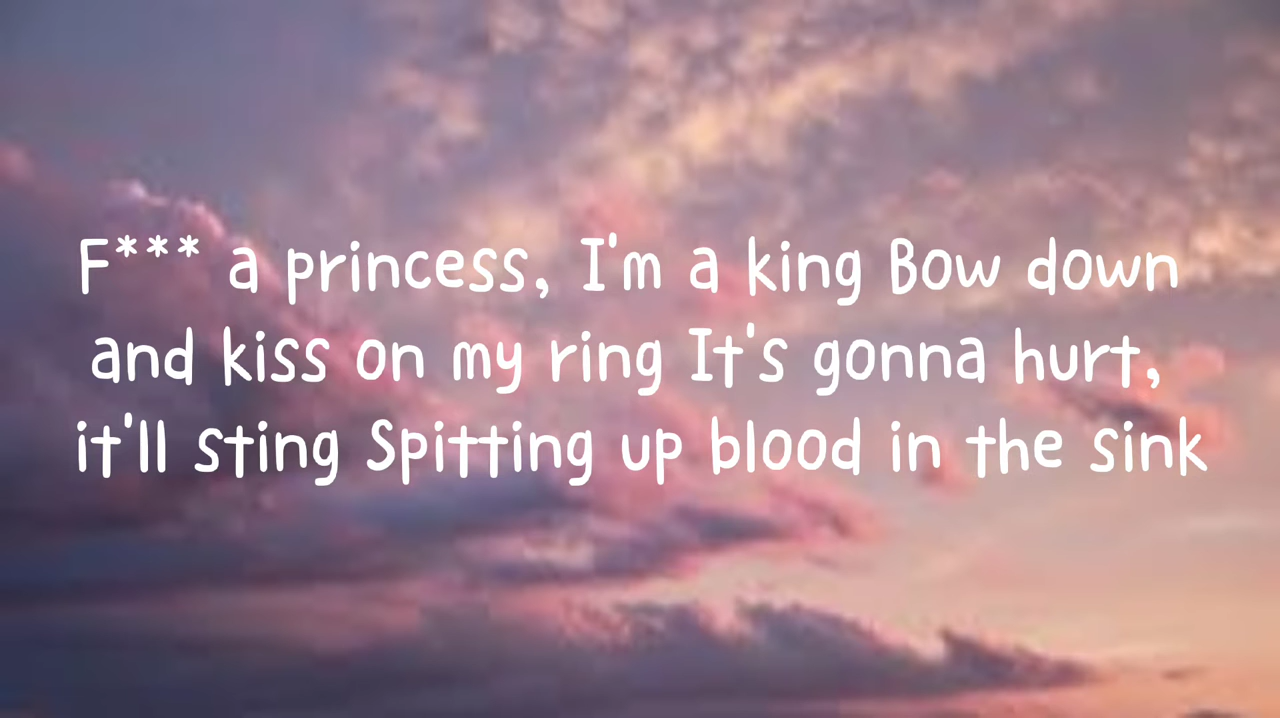 F*** a princess, I'm a king Bow down
and kiss on my ring It's gonna hurt,
it'll sting Spitting up blood in the sink